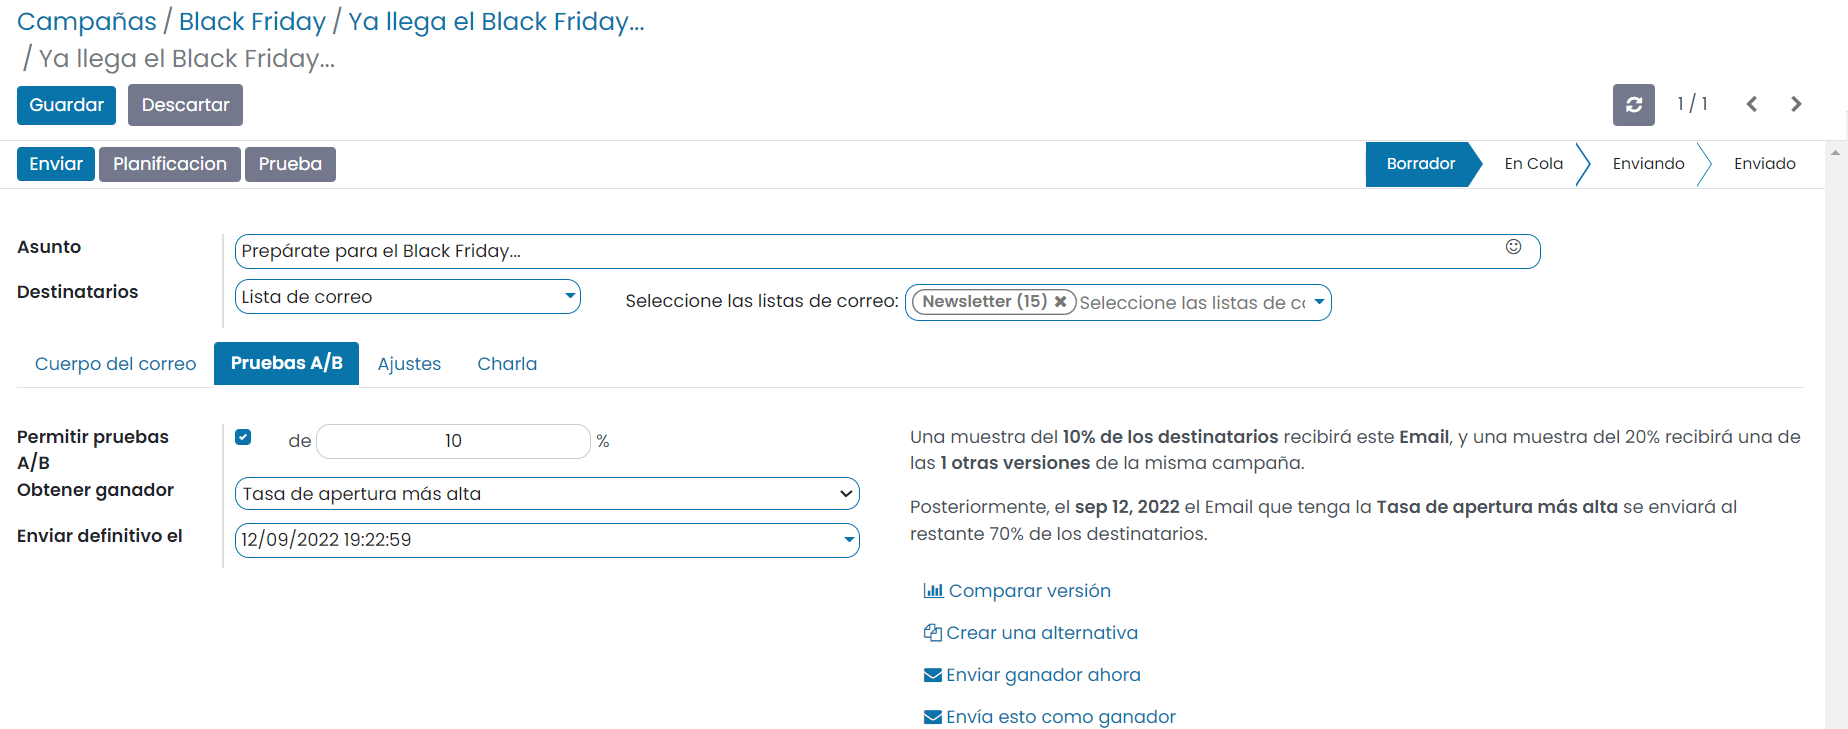 Campañas / Black Friday / Ya llega el Black Friday...
/ Ya llega el Black Friday...
Guardar Descartar 1 / 1
Enviar Planificacion Prueba Borrador En Cola Enviando Enviado
Asunto Prepárate para el Black Friday...
Destinatarios Lista de correo Seleccione las listas de correo: Newsletter (15) Seleccione las listas de
Cuerpo del correo Pruebas A/B Ajustes Charla
Permitir pruebas A/B de 10 %
Obtener ganador Tasa de apertura más alta
Enviar definitivo el 12/09/2022 19:22:59
Una muestra del 10% de los destinatarios recibirá este Email, y una muestra del 20% recibirá una de
las 1 otras versiones de la misma campaña.
Posteriormente, el sep 12, 2022 el Email que tenga la Tasa de apertura más alta se enviará al
restante 70% de los destinatarios.
Comparar versión
Crear una alternativa
Enviar ganador ahora
Envía esto como ganador